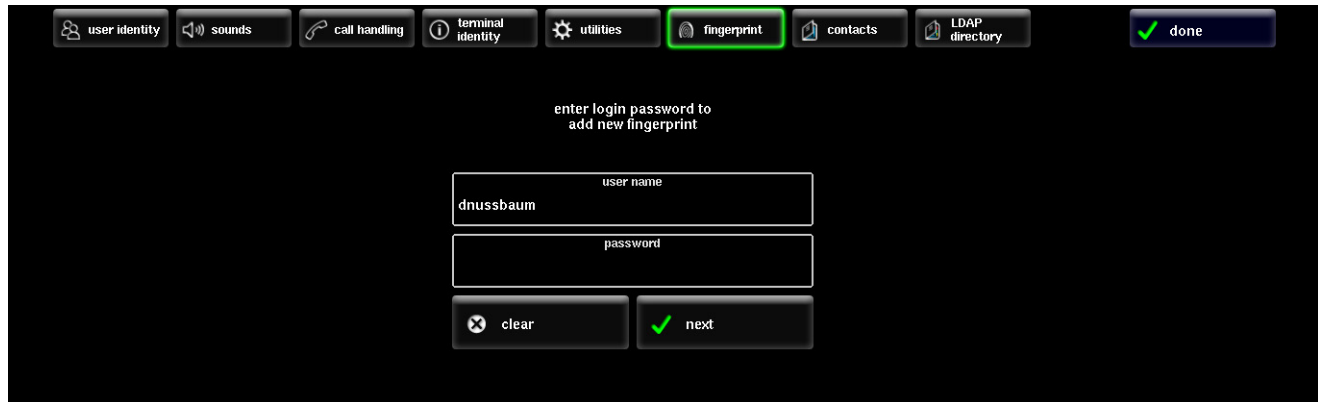 user identity
sounds
call handling
terminal
identity
utilities
fingerprint
contacts
LDAP
directory
done
enter login password to
add new fingerprint
user name
dnussbaum
password
clear
next